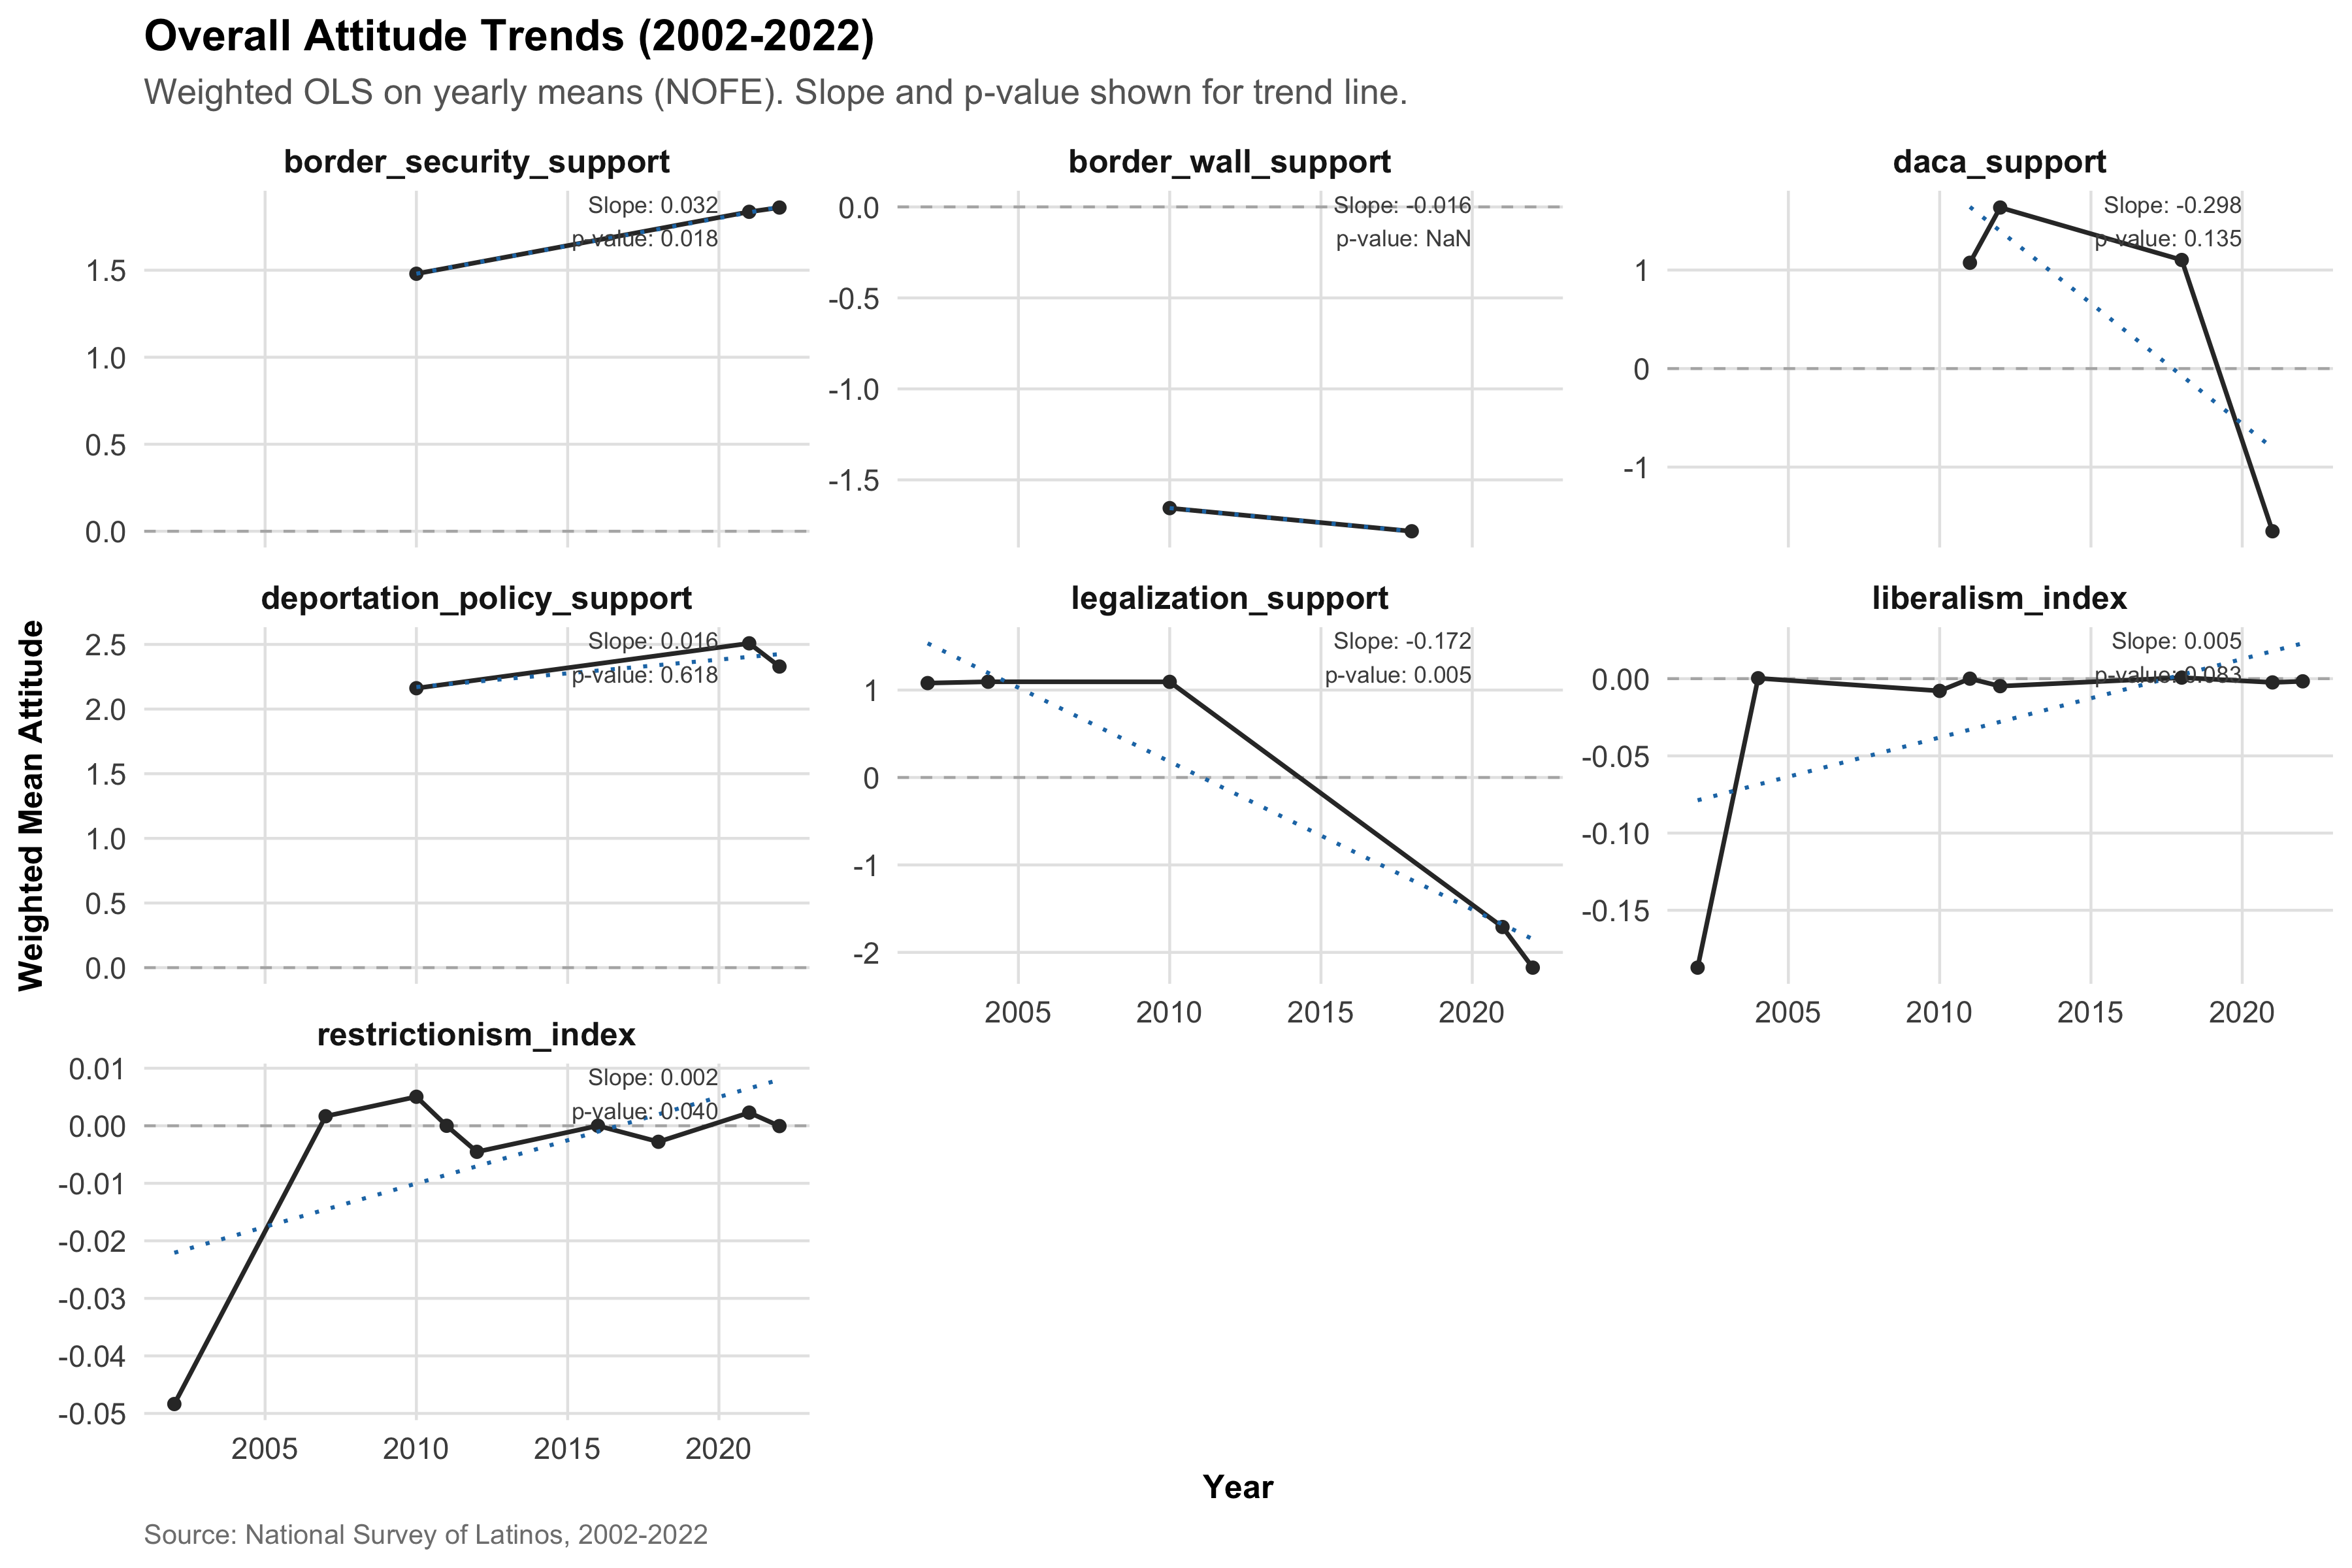 Overall Attitude Trends (2002-2022)
Weighted OLS on yearly means (NOFE). Slope and p-value shown for trend line.
Weighted Mean Attitude
border_security_support
Slope: 0.032
p-value: 0.018
1.5
1.0
0.5
0.0
border_wall_support
Slope: -0.016
p-value: NaN
0.0
-0.5
-1.0
-1.5
daca_support
Slope: -0.298
p-value: 0.135
1
0
-1
deportation_policy_support
Slope: 0.016
p-value: 0.618
2.5
2.0
1.5
1.0
0.5
0.0
legalization_support
Slope: -0.172
p-value: 0.005
1
0
-1
-2
2005 2010 2015 2020
liberalism_index
Slope: 0.005
p-value: 0.083
0.00
-0.05
-0.10
-0.15
2005 2010 2015 2020
restrictionism_index
Slope: 0.002
p-value: 0.040
0.01
0.00
-0.01
-0.02
-0.03
-0.04
-0.05
2005 2010 2015 2020
Year
Source: National Survey of Latinos, 2002-2022